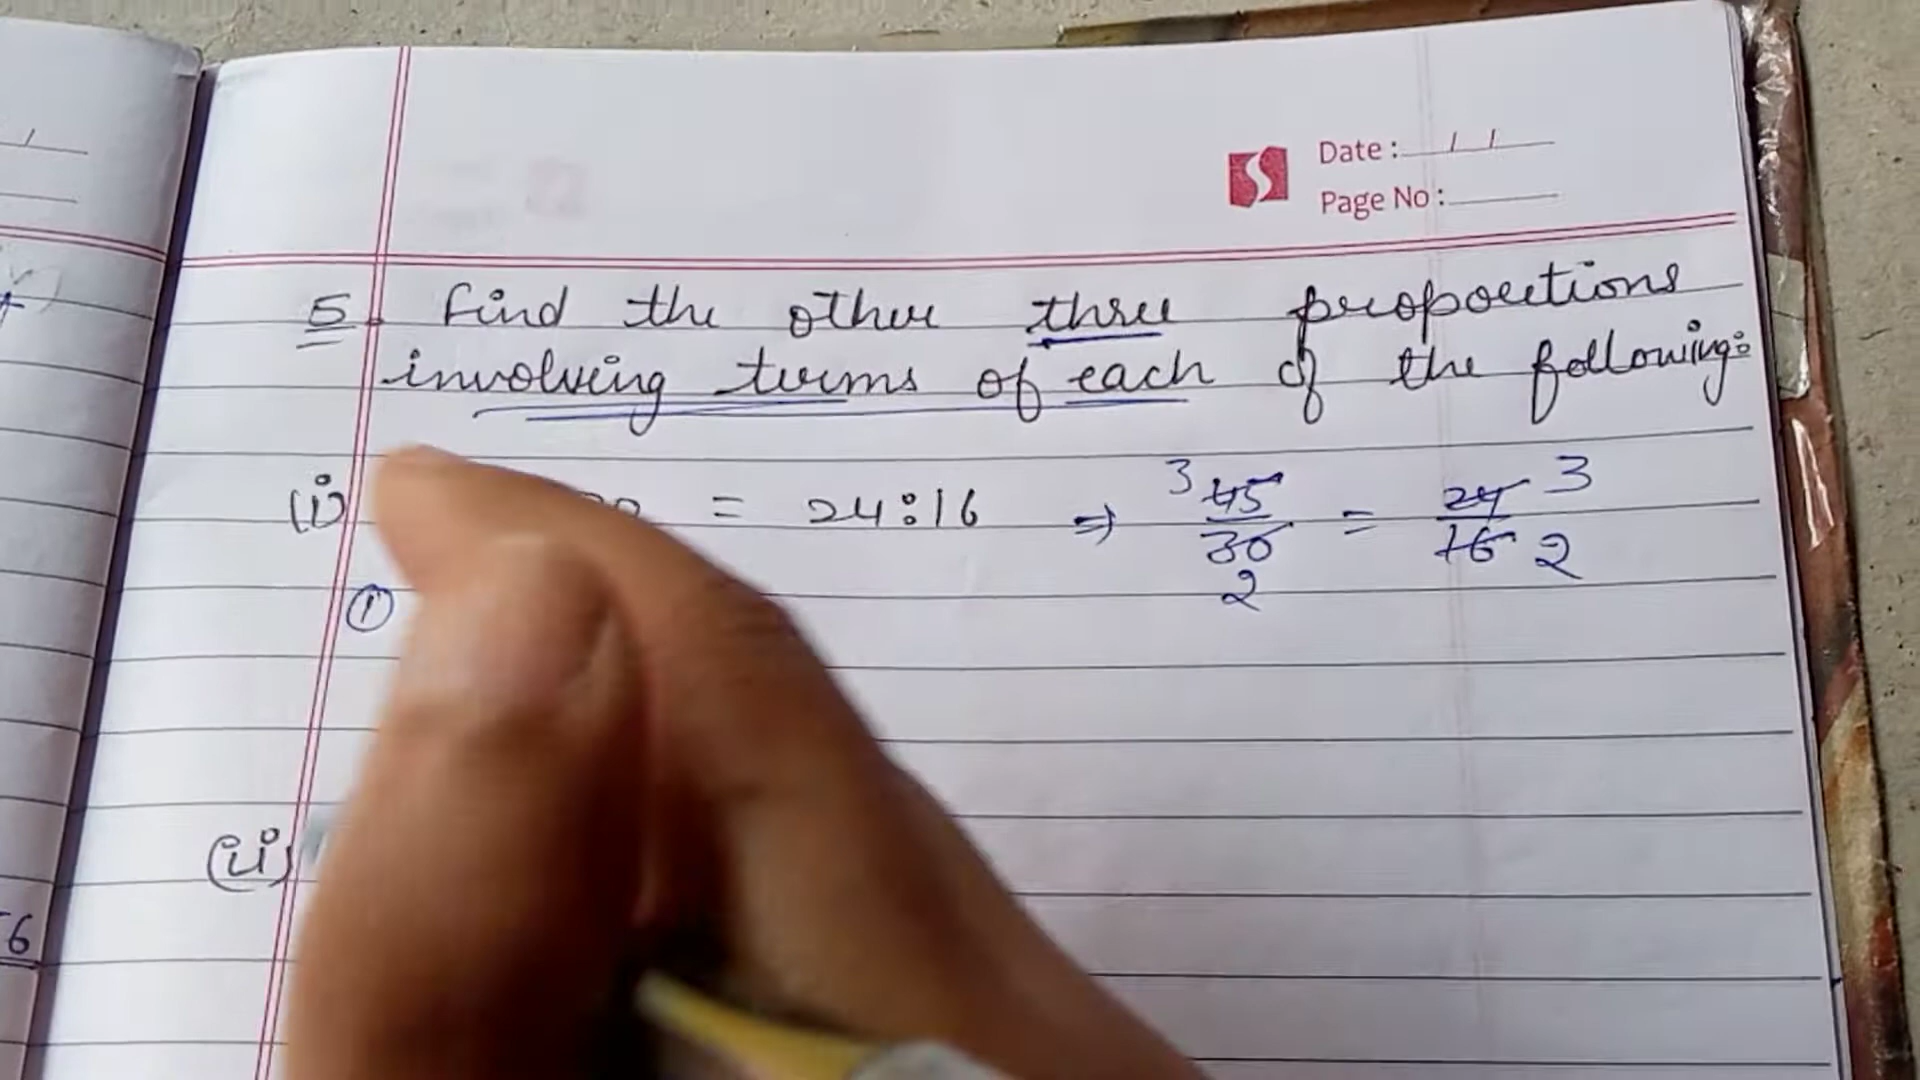 Date : / /
Page No :
5. Find the other three proportions
involving terms of each of the following:
(i) = 24:16 ⇒ 3 45/30 2 = 24/16 3 2
①
(ii)
6